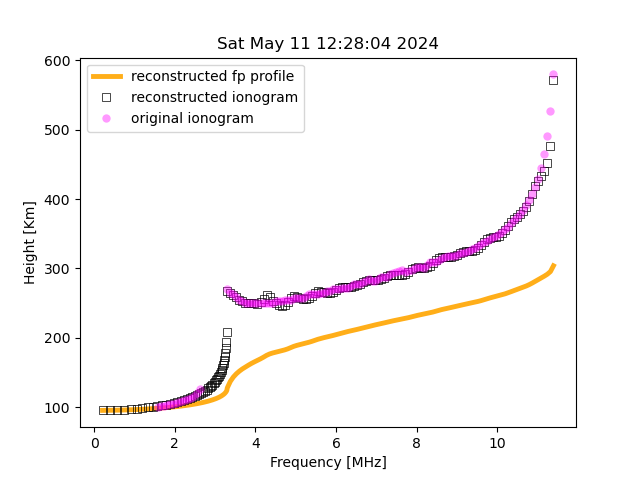 Sat May 11 12:28:04 2024
reconstructed fp profile
reconstructed ionogram
original ionogram
Height [Km]
600
500
400
300
200
100
0 2 4 6 8 10
Frequency [MHz]